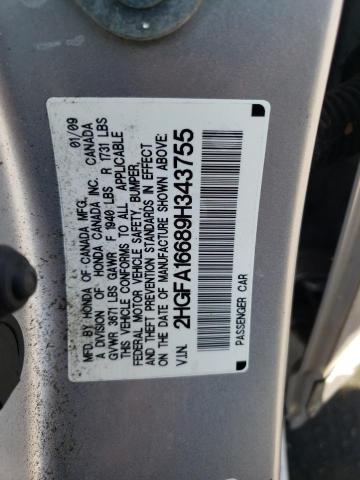 MFD. BY HONDA OF CANADA MFG.
A DIVISION OF HONDA CANADA INC. CANADA 01/09
GVWR LBS GAWR F 1940 LBS R 1731 LBS
THIS VEHICLE CONFORMS TO ALL APPLICABLE
FEDERAL MOTOR VEHICLE SAFETY, BUMPER,
AND THEFT PREVENTION STANDARDS IN EFFECT
ON THE DATE OF MANUFACTURE SHOWN ABOVE.
V.I.N. 2HGFA16689H343755
PASSENGER CAR